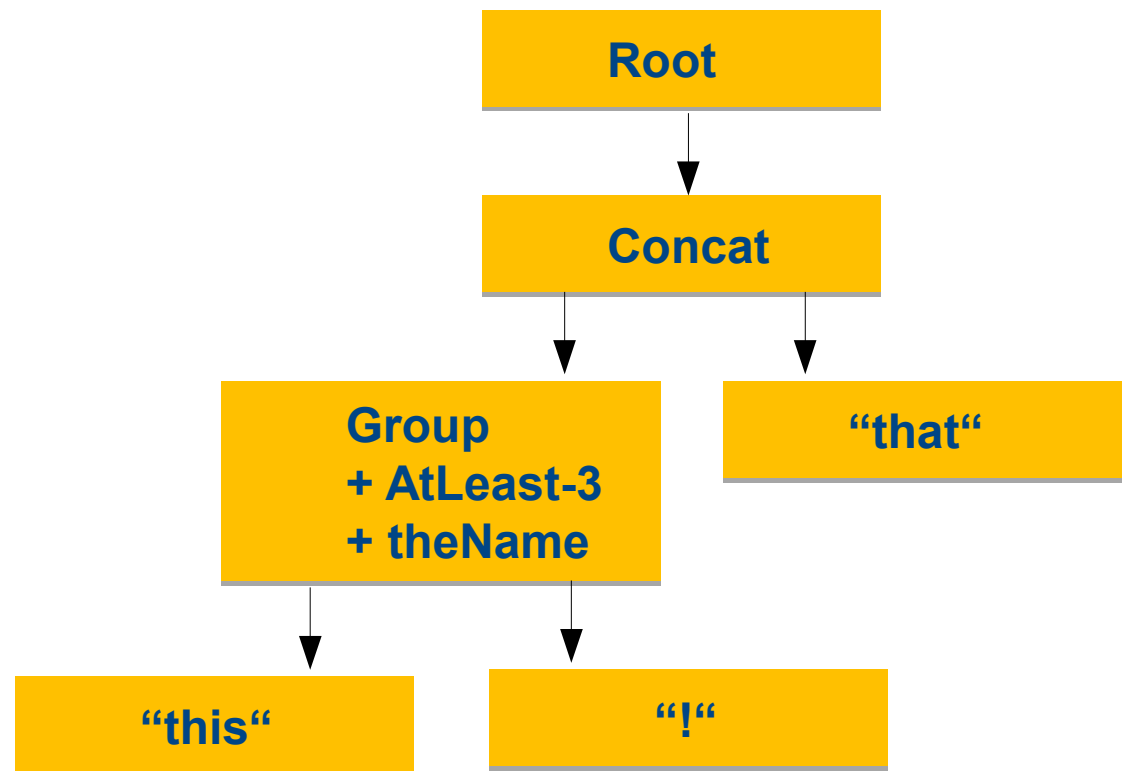 Root
Concat
Group
+ AtLeast-3
+ theName
“that“
“this“
“!“